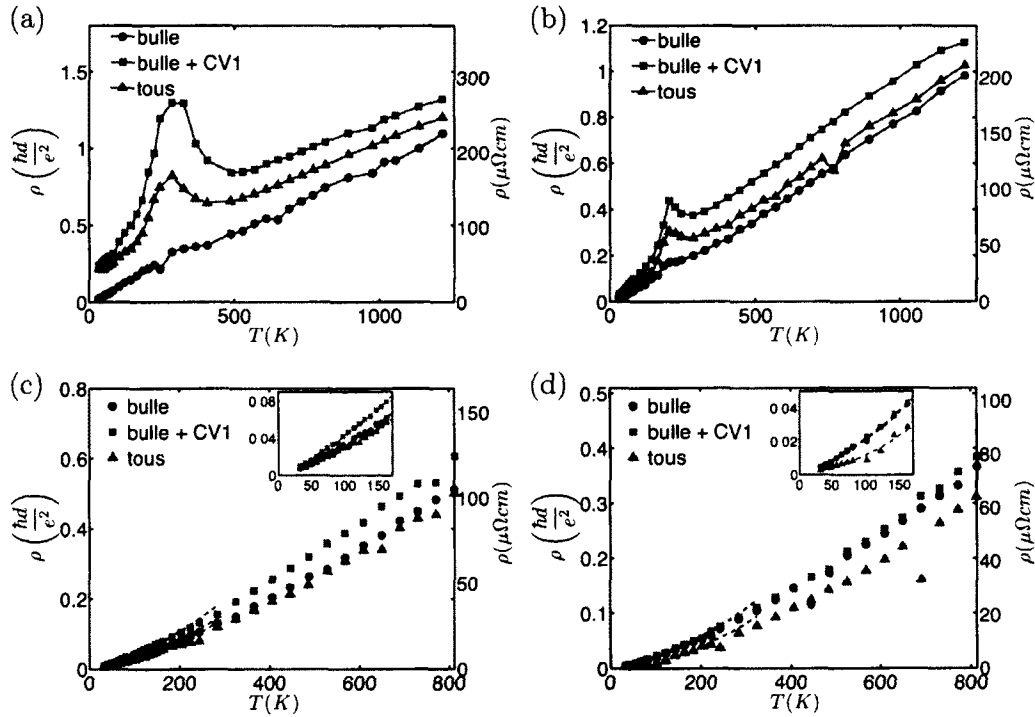 (a)
bulle
bulle + CV1
tous
1.5
1
0.5
0
ρ (ħd/e²)
300
200
100
0
ρ(μΩcm)
500
1000
T(K)
(b)
bulle
bulle + CV1
tous
1.2
1
0.8
0.6
0.4
0.2
0
ρ (ħd/e²)
200
150
100
50
0
ρ(μΩcm)
0
500
1000
T(K)
(c)
bulle
bulle + CV1
tous
0.8
0.6
0.4
0.2
0
ρ (ħd/e²)
150
100
50
0
ρ(μΩcm)
0
200
400
600
800
T(K)
0 08
0 04
0
0
50
100
150
(d)
bulle
bulle + CV1
tous
0.5
0.4
0.3
0.2
0.1
0
ρ (ħd/e²)
100
80
60
40
20
0
ρ(μΩcm)
0
200
400
600
800
T(K)
0.04
0.02
0
0
50
100
150